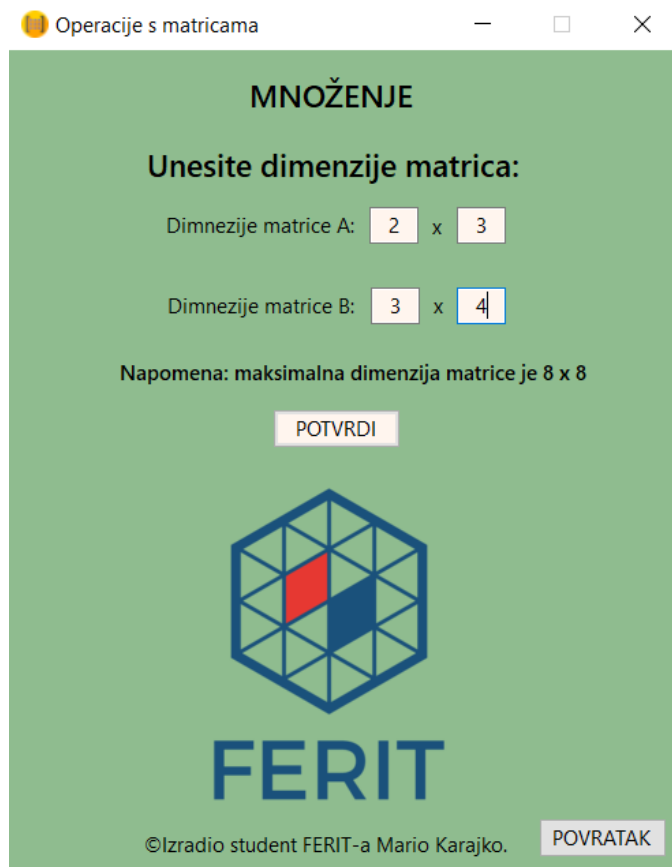 Operacije s matricama
MNOŽENJE
Unesite dimenzije matrica:
Dimnezije matrice A: 2 x 3
Dimnezije matrice B: 3 x 4
Napomena: maksimalna dimenzija matrice je 8 x 8
POTVRDI
FERIT
©Izradio student FERIT-a Mario Karajko.
POVRATAK